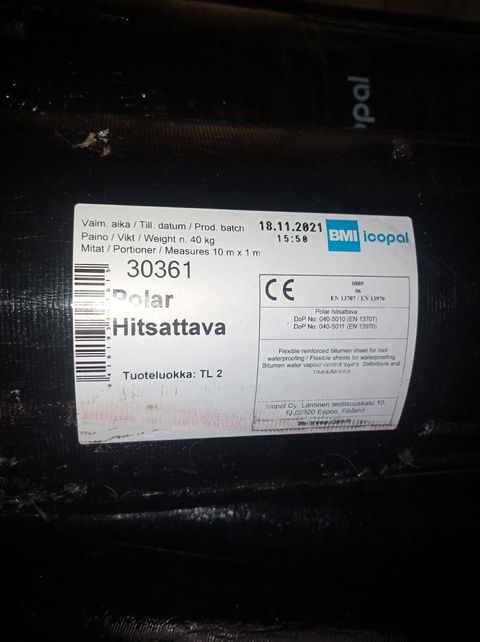 icopal
Valm. aika / Till. datum / Prod. batch 18.11.2021
15:50
Paino / Vikt / Weight n. 40 kg
Mitat / Portioner / Measures 10 m x 1 m
BMI icopal
30361
Polar
Hitsattava
Tuoteluokka: TL 2
CE
0809
06
EN 13707 / EN 13970
Polar hitsattava
DoP No: 040-5010 (EN 13707)
DoP No: 040-5011 (EN 13970)
Flexible reinforced bitumen sheet for roof
waterproofing / Flexible sheets for waterproofing.
Bitumen water vapour control layers. Definitions and
characteristics
Icopal Oy, Läntinen teollisuuskatu 10,
FI-02920 Espoo, Finland